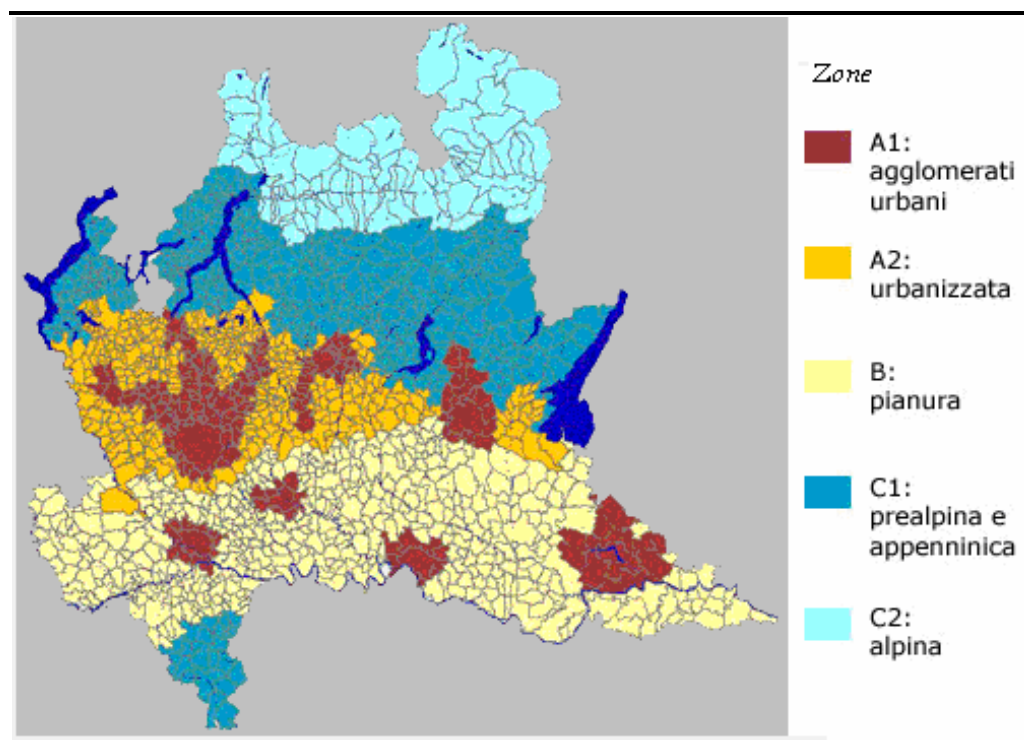 Zone
A1:
agglomerati
urbani
A2:
urbanizzata
B:
pianura
C1:
prealpina e
appenninica
C2:
alpina